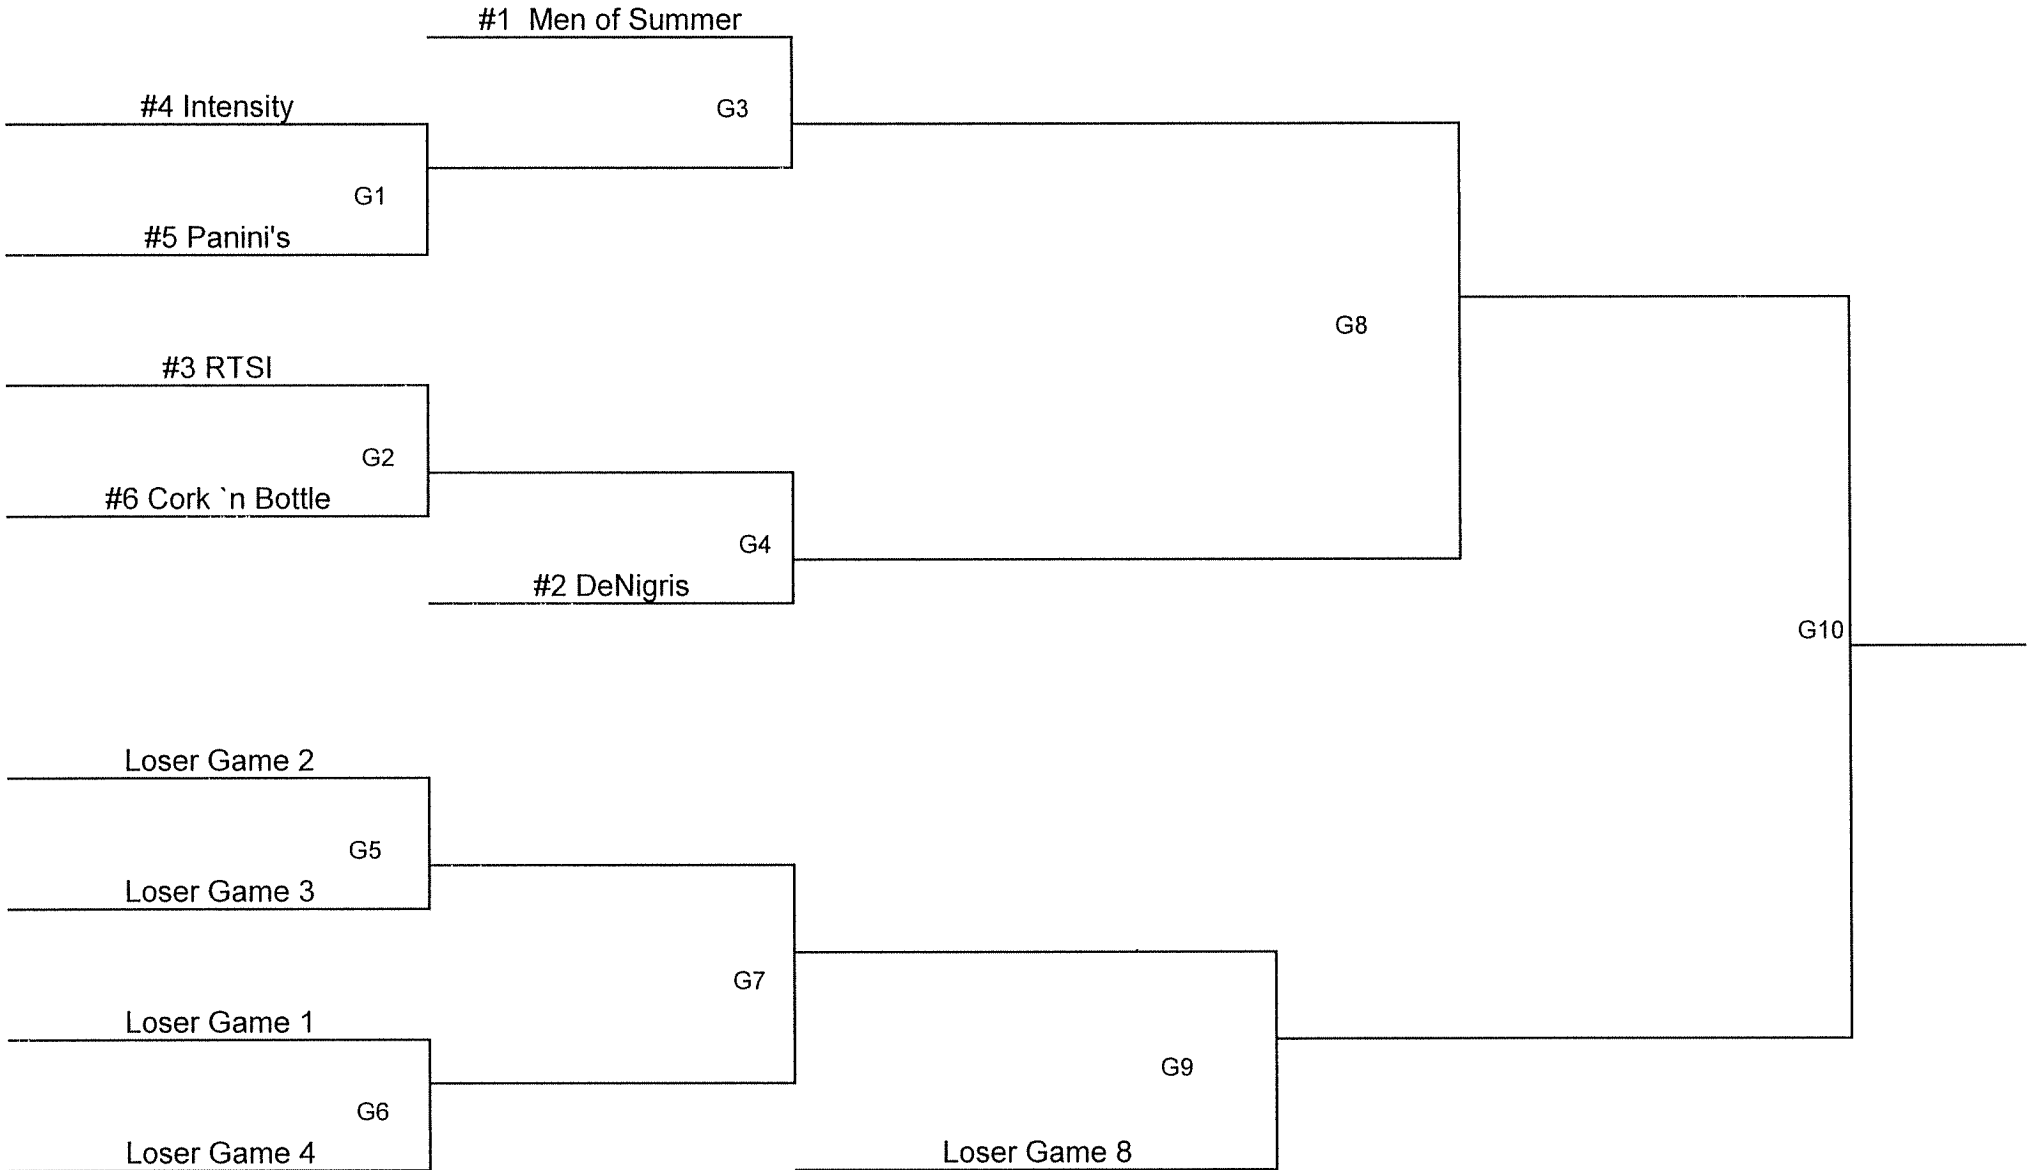 #1  Men of Summer
#4 Intensity
G3
G1
#5 Panini's
#3 RTSI
G8
G2
#6 Cork `n Bottle
G4
#2 DeNigris
G10
Loser Game 2
G5
Loser Game 3
G7
Loser Game 1
G9
G6
Loser Game 4
Loser Game 8